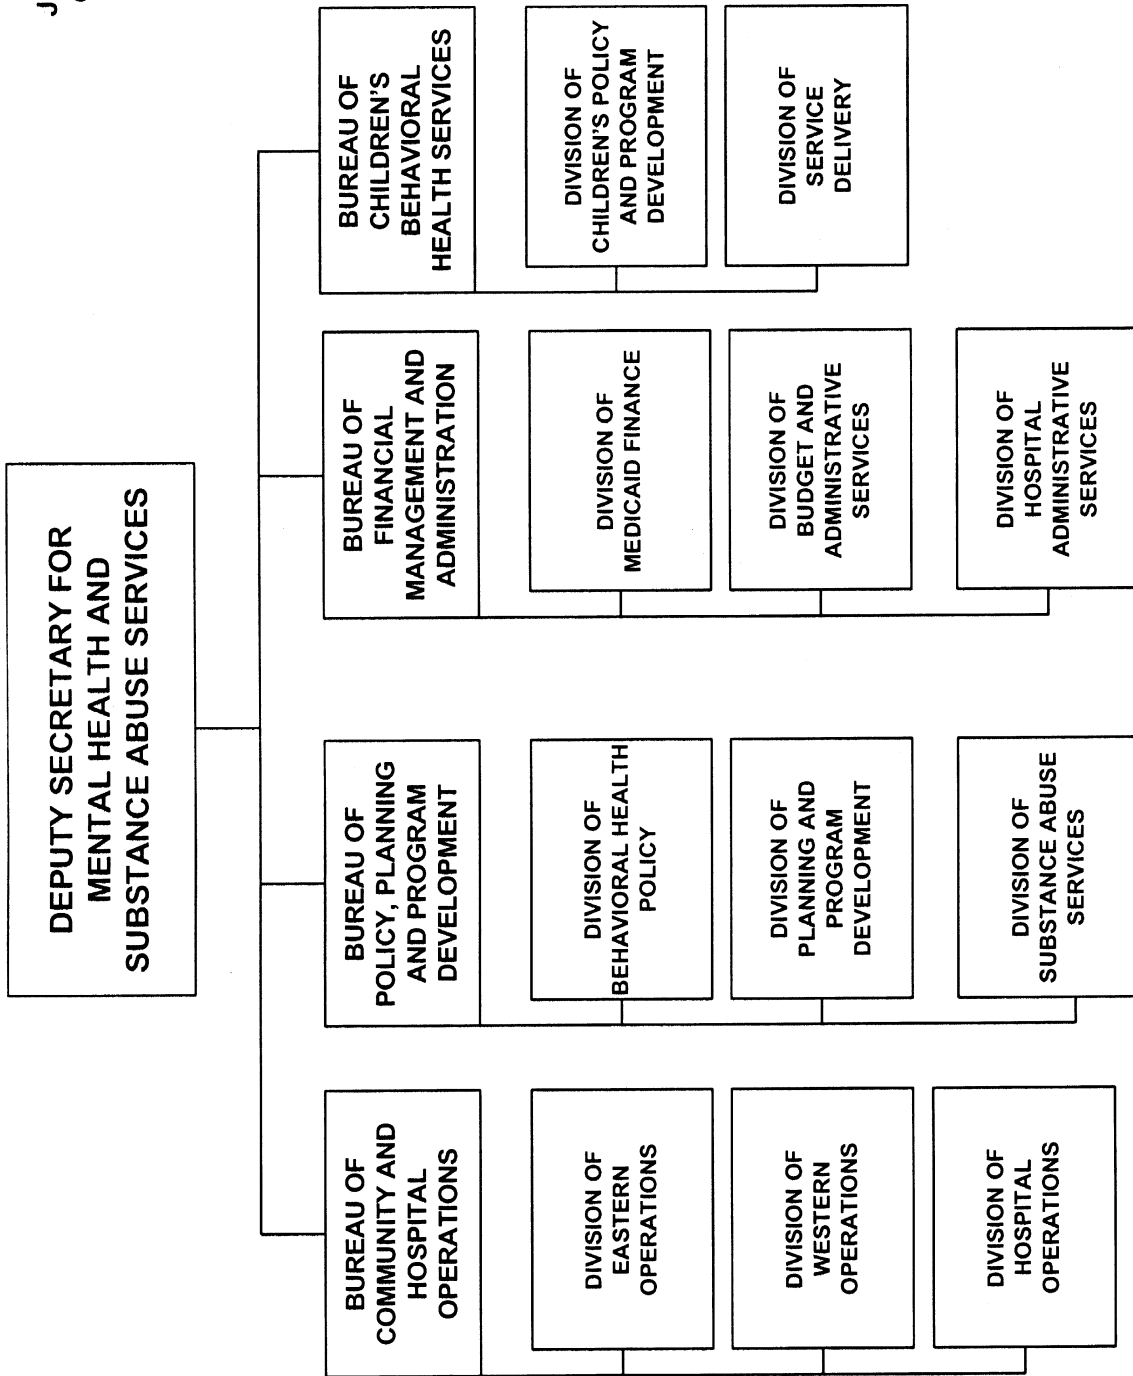 DEPUTY SECRETARY FOR
MENTAL HEALTH AND
SUBSTANCE ABUSE SERVICES
BUREAU OF
COMMUNITY AND
HOSPITAL
OPERATIONS
DIVISION OF
EASTERN
OPERATIONS
DIVISION OF
WESTERN
OPERATIONS
DIVISION OF
HOSPITAL
OPERATIONS
BUREAU OF
POLICY, PLANNING
AND PROGRAM
DEVELOPMENT
DIVISION OF
BEHAVIORAL HEALTH
POLICY
DIVISION OF
PLANNING AND
PROGRAM
DEVELOPMENT
DIVISION OF
SUBSTANCE ABUSE
SERVICES
BUREAU OF
FINANCIAL
MANAGEMENT AND
ADMINISTRATION
DIVISION OF
MEDICAID FINANCE
DIVISION OF
BUDGET AND
ADMINISTRATIVE
SERVICES
DIVISION OF
HOSPITAL
ADMINISTRATIVE
SERVICES
BUREAU OF
CHILDREN'S
BEHAVIORAL
HEALTH SERVICES
DIVISION OF
CHILDREN'S POLICY
AND PROGRAM
DEVELOPMENT
DIVISION OF
SERVICE
DELIVERY